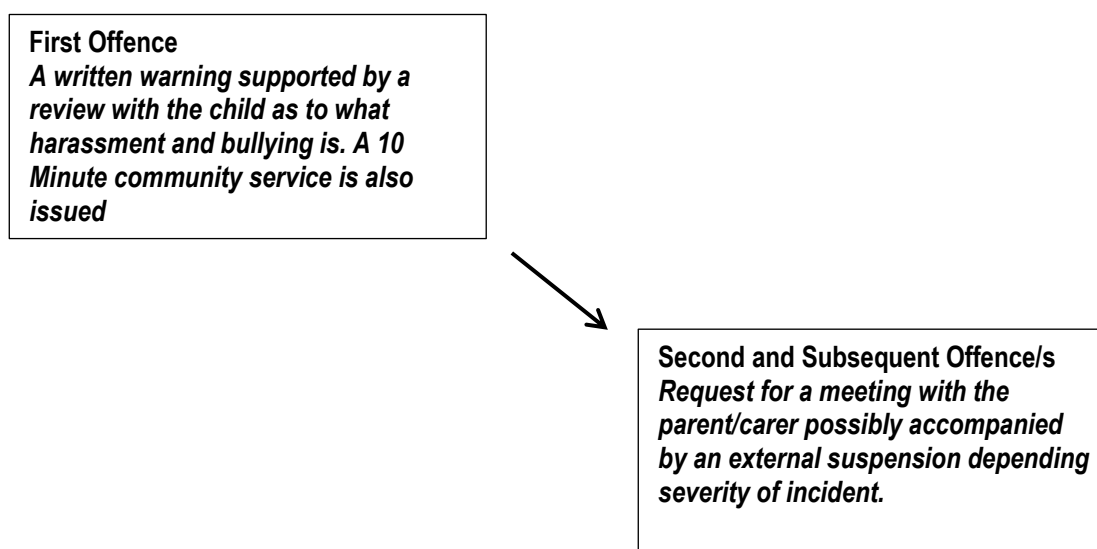 First Offence
A written warning supported by a
review with the child as to what
harassment and bullying is. A 10
Minute community service is also
issued
Second and Subsequent Offence/s
Request for a meeting with the
parent/carer possibly accompanied
by an external suspension depending
severity of incident.